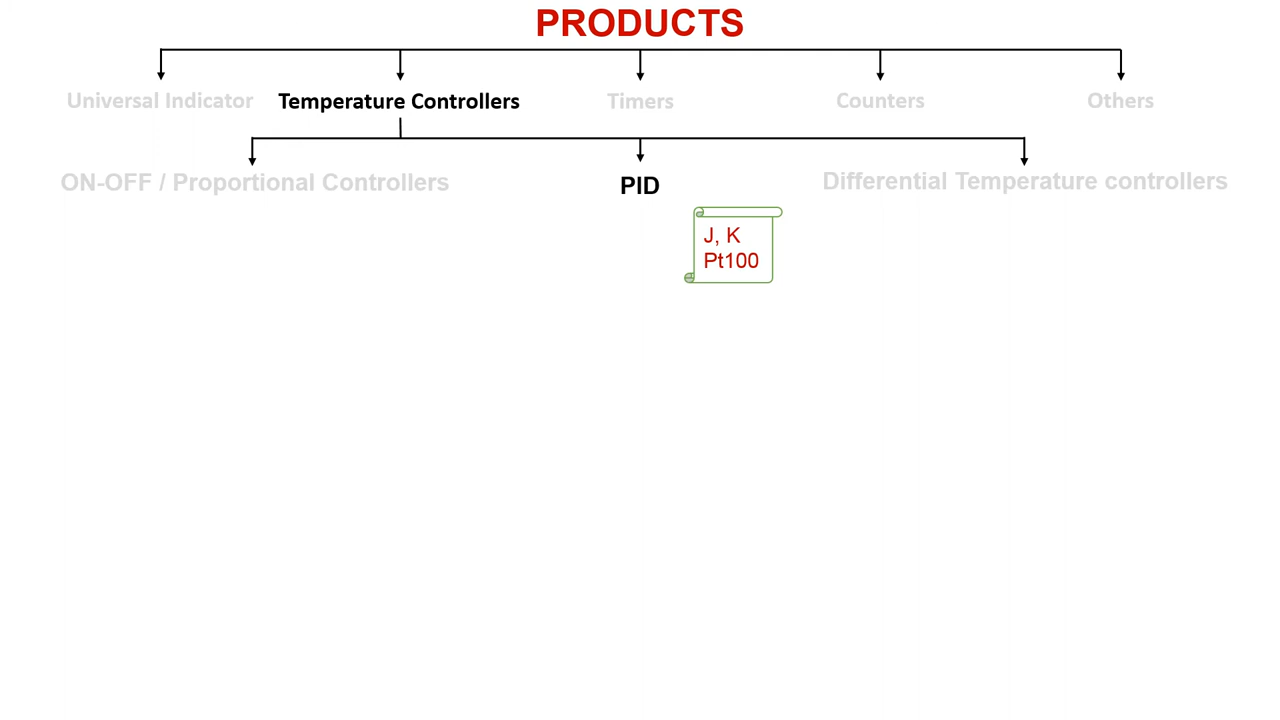 PRODUCTS
Universal Indicator
Temperature Controllers
Timers
Counters
Others
ON-OFF / Proportional Controllers
PID
Differential Temperature controllers
J, K
Pt100